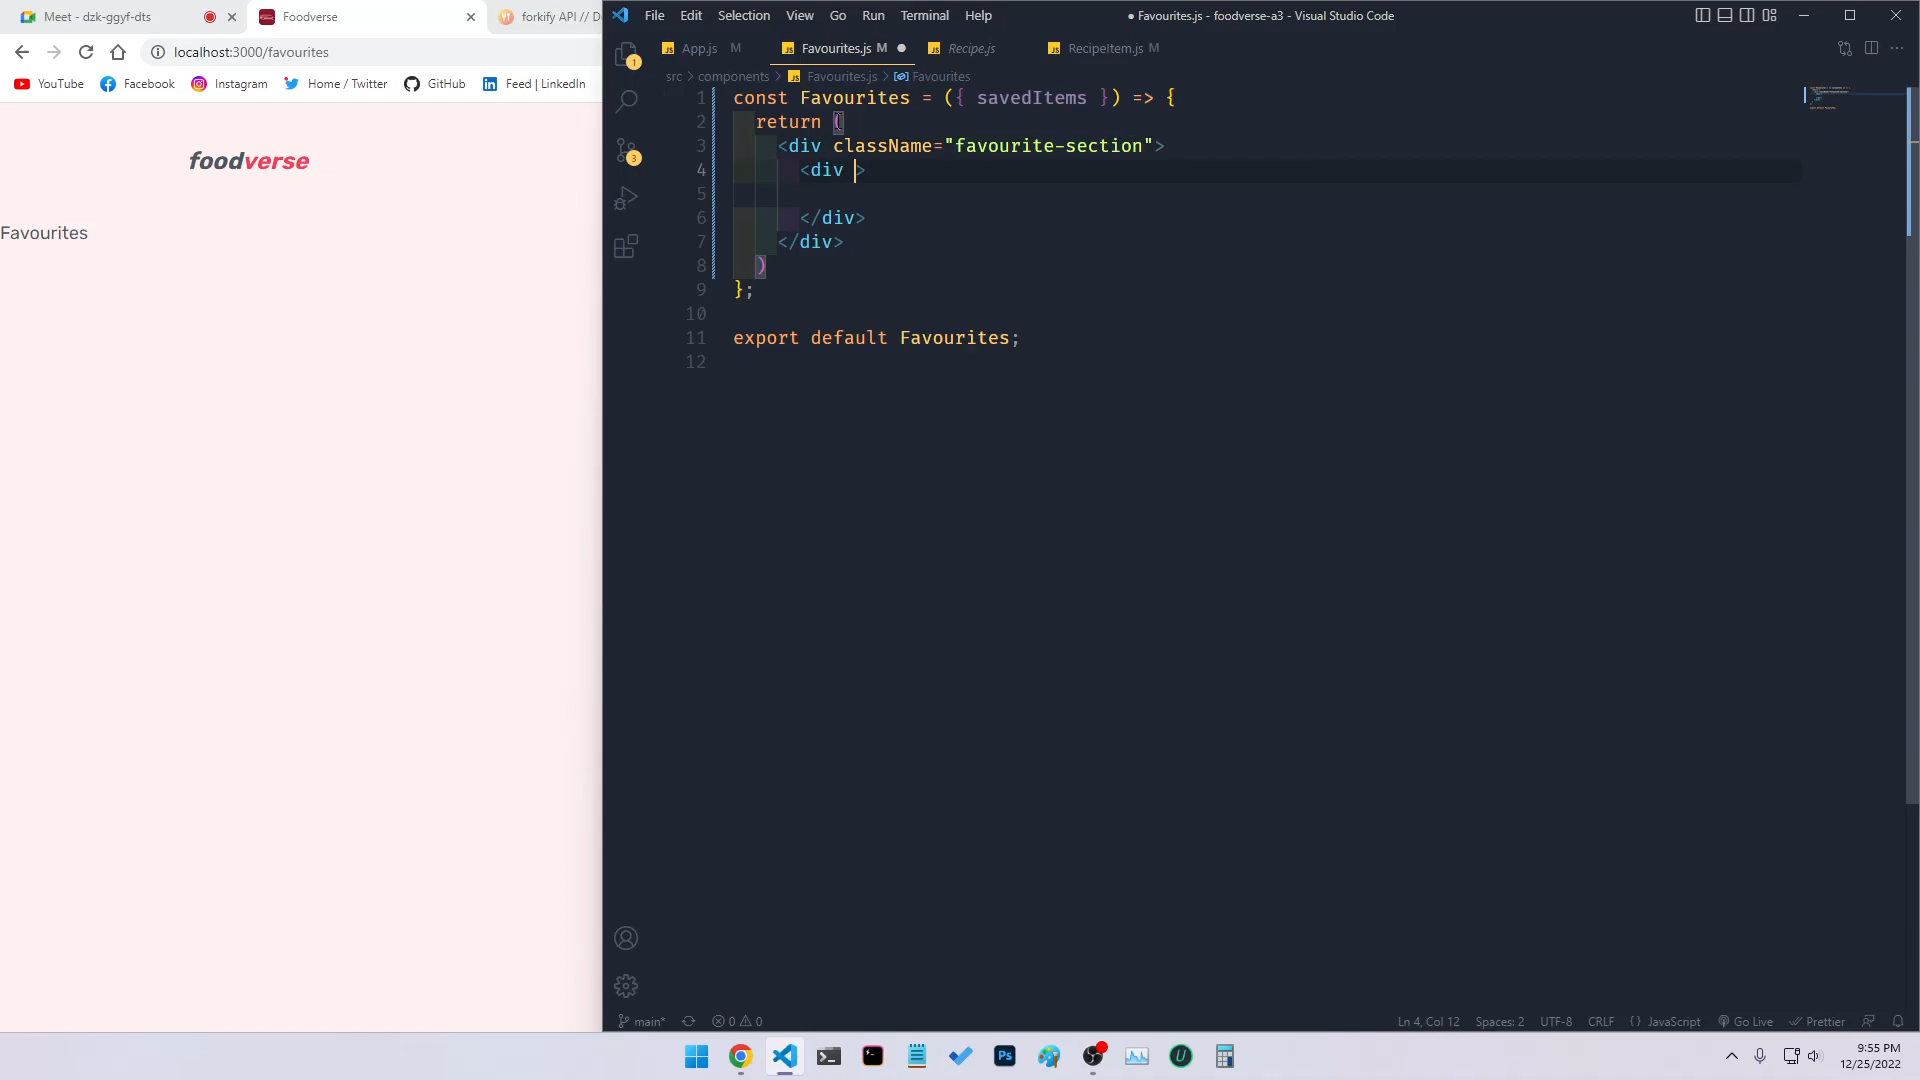 Meet - dzk-ggyf-dts
Foodverse
forkify API // D
localhost:3000/favourites
YouTube Facebook Instagram Home / Twitter GitHub Feed | LinkedIn
foodverse
Favourites
File Edit Selection View Go Run Terminal Help
● Favourites.js - foodverse-a3 - Visual Studio Code
App.js M Favourites.js M Recipe.js RecipeItem.js M
src > components > Favourites.js > Favourites
1 const Favourites = ({ savedItems }) => {
2 return (
3 <div className="favourite-section">
4 <div >
5
6 </div>
7 </div>
8 )
9 };
10
11 export default Favourites;
12
1
3
main* 0 0
Ln 4, Col 12 Spaces: 2 UTF-8 CRLF {} JavaScript Go Live Prettier
Ps
U
9:55 PM
12/25/2022